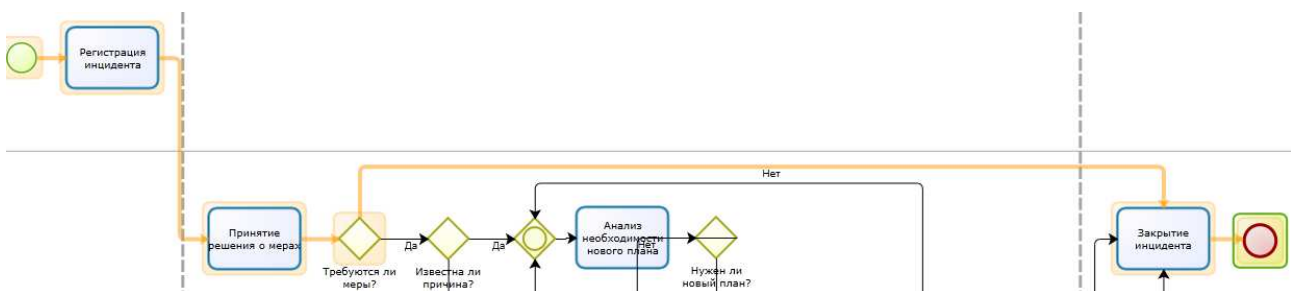 Регистрация
инцидента
Нет
Принятие
решения о мерах
Да
Да
Анализ
необходимости
нового плана
Нет
Закрытие
инцидента
Требуются ли
меры?
Известна ли
причина?
Нужен ли
новый план?